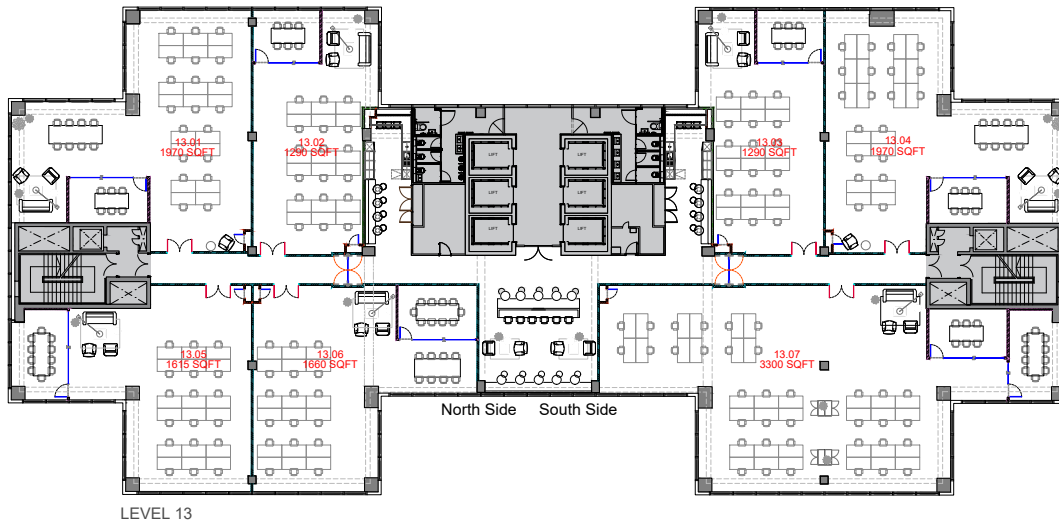 13.01
1970 SQFT
13.02
1290 SQFT
13.03
1290 SQFT
13.04
1970 SQFT
LIFT
LIFT
LIFT
LIFT
LIFT
LIFT
13.05
1615 SQFT
13.06
1660 SQFT
13.07
3300 SQFT
North Side
South Side
LEVEL 13